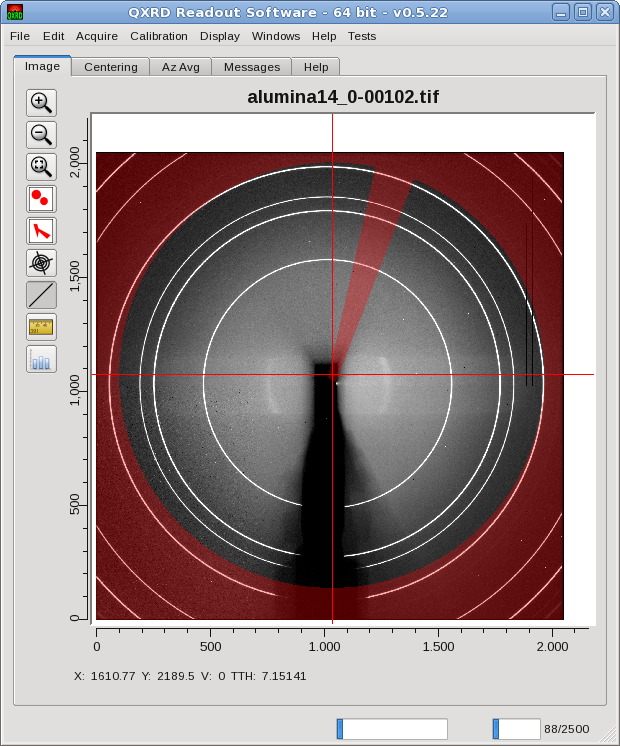 QXRD Readout Software - 64 bit - v0.5.22
File Edit Acquire Calibration Display Windows Help Tests
Image Centering Az Avg Messages Help
alumina14_0-00102.tif
2.000
1.500
1.000
500
0
0 500 1.000 1.500 2.000
X: 1610.77 Y: 2189.5 V: 0 TTH: 7.15141
88/2500